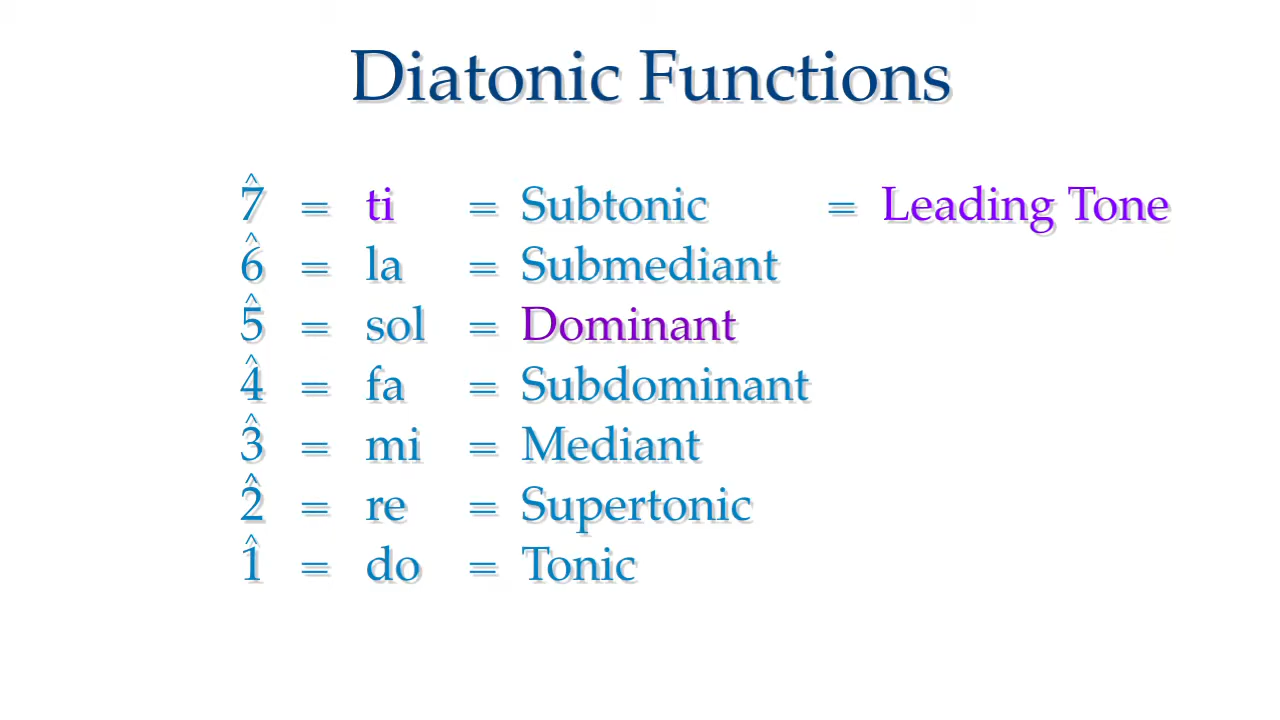 Diatonic Functions
7̂ = ti = Subtonic = Leading Tone
6̂ = la = Submediant
5̂ = sol = Dominant
4̂ = fa = Subdominant
3̂ = mi = Mediant
2̂ = re = Supertonic
1̂ = do = Tonic